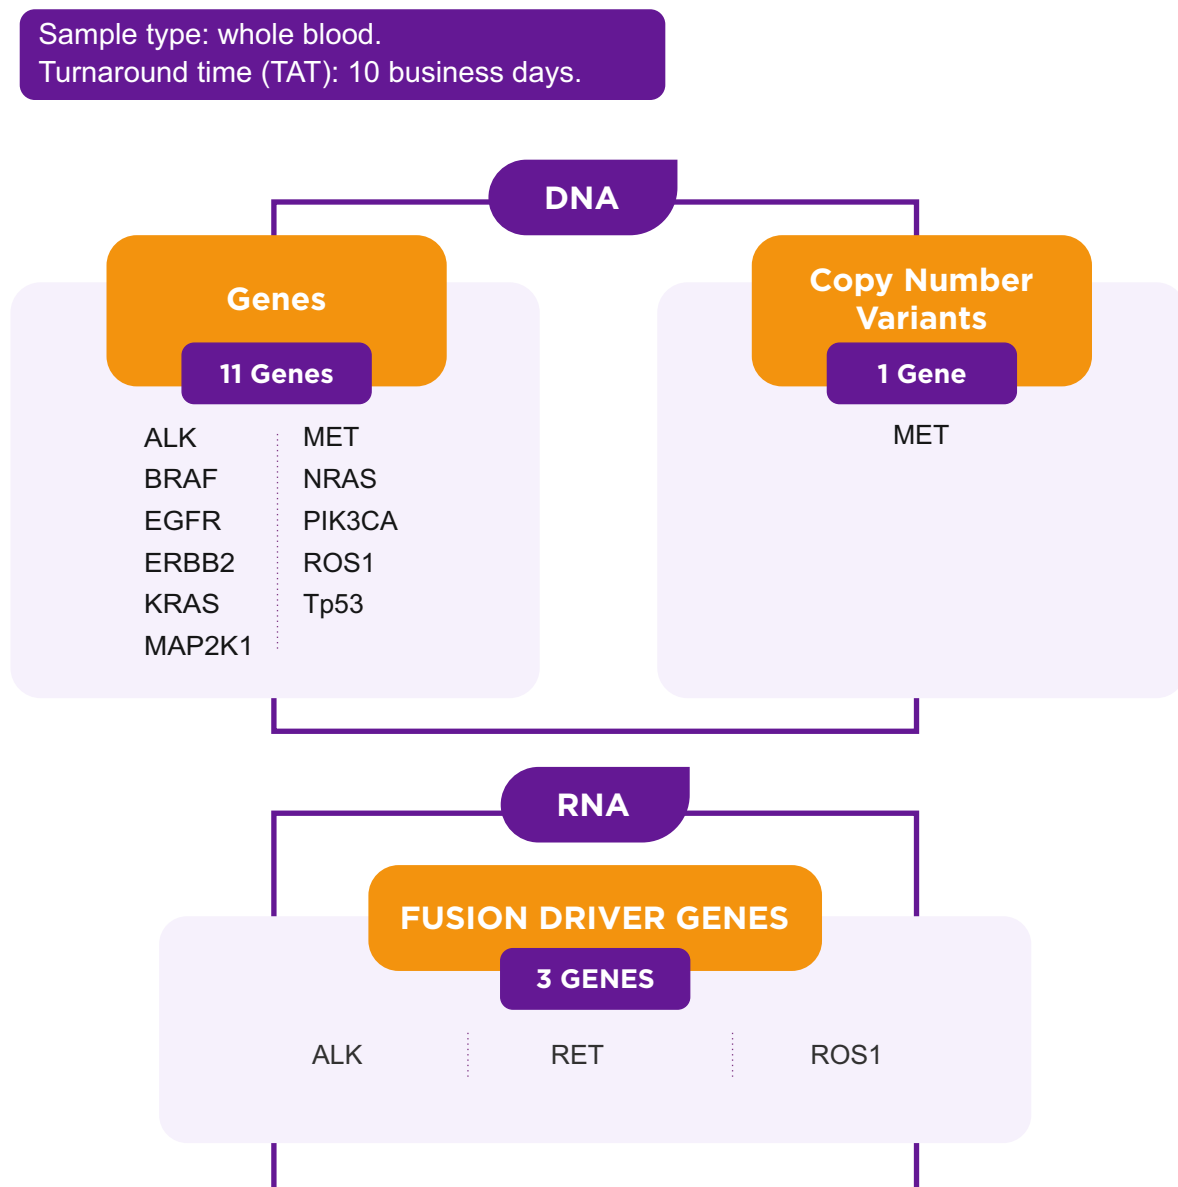 Sample type: whole blood.
Turnaround time (TAT): 10 business days.
DNA
Genes
11 Genes
ALK
BRAF
EGFR
ERBB2
KRAS
MAP2K1
MET
NRAS
PIK3CA
ROS1
Tp53
Copy Number
Variants
1 Gene
MET
RNA
FUSION DRIVER GENES
3 GENES
ALK
RET
ROS1